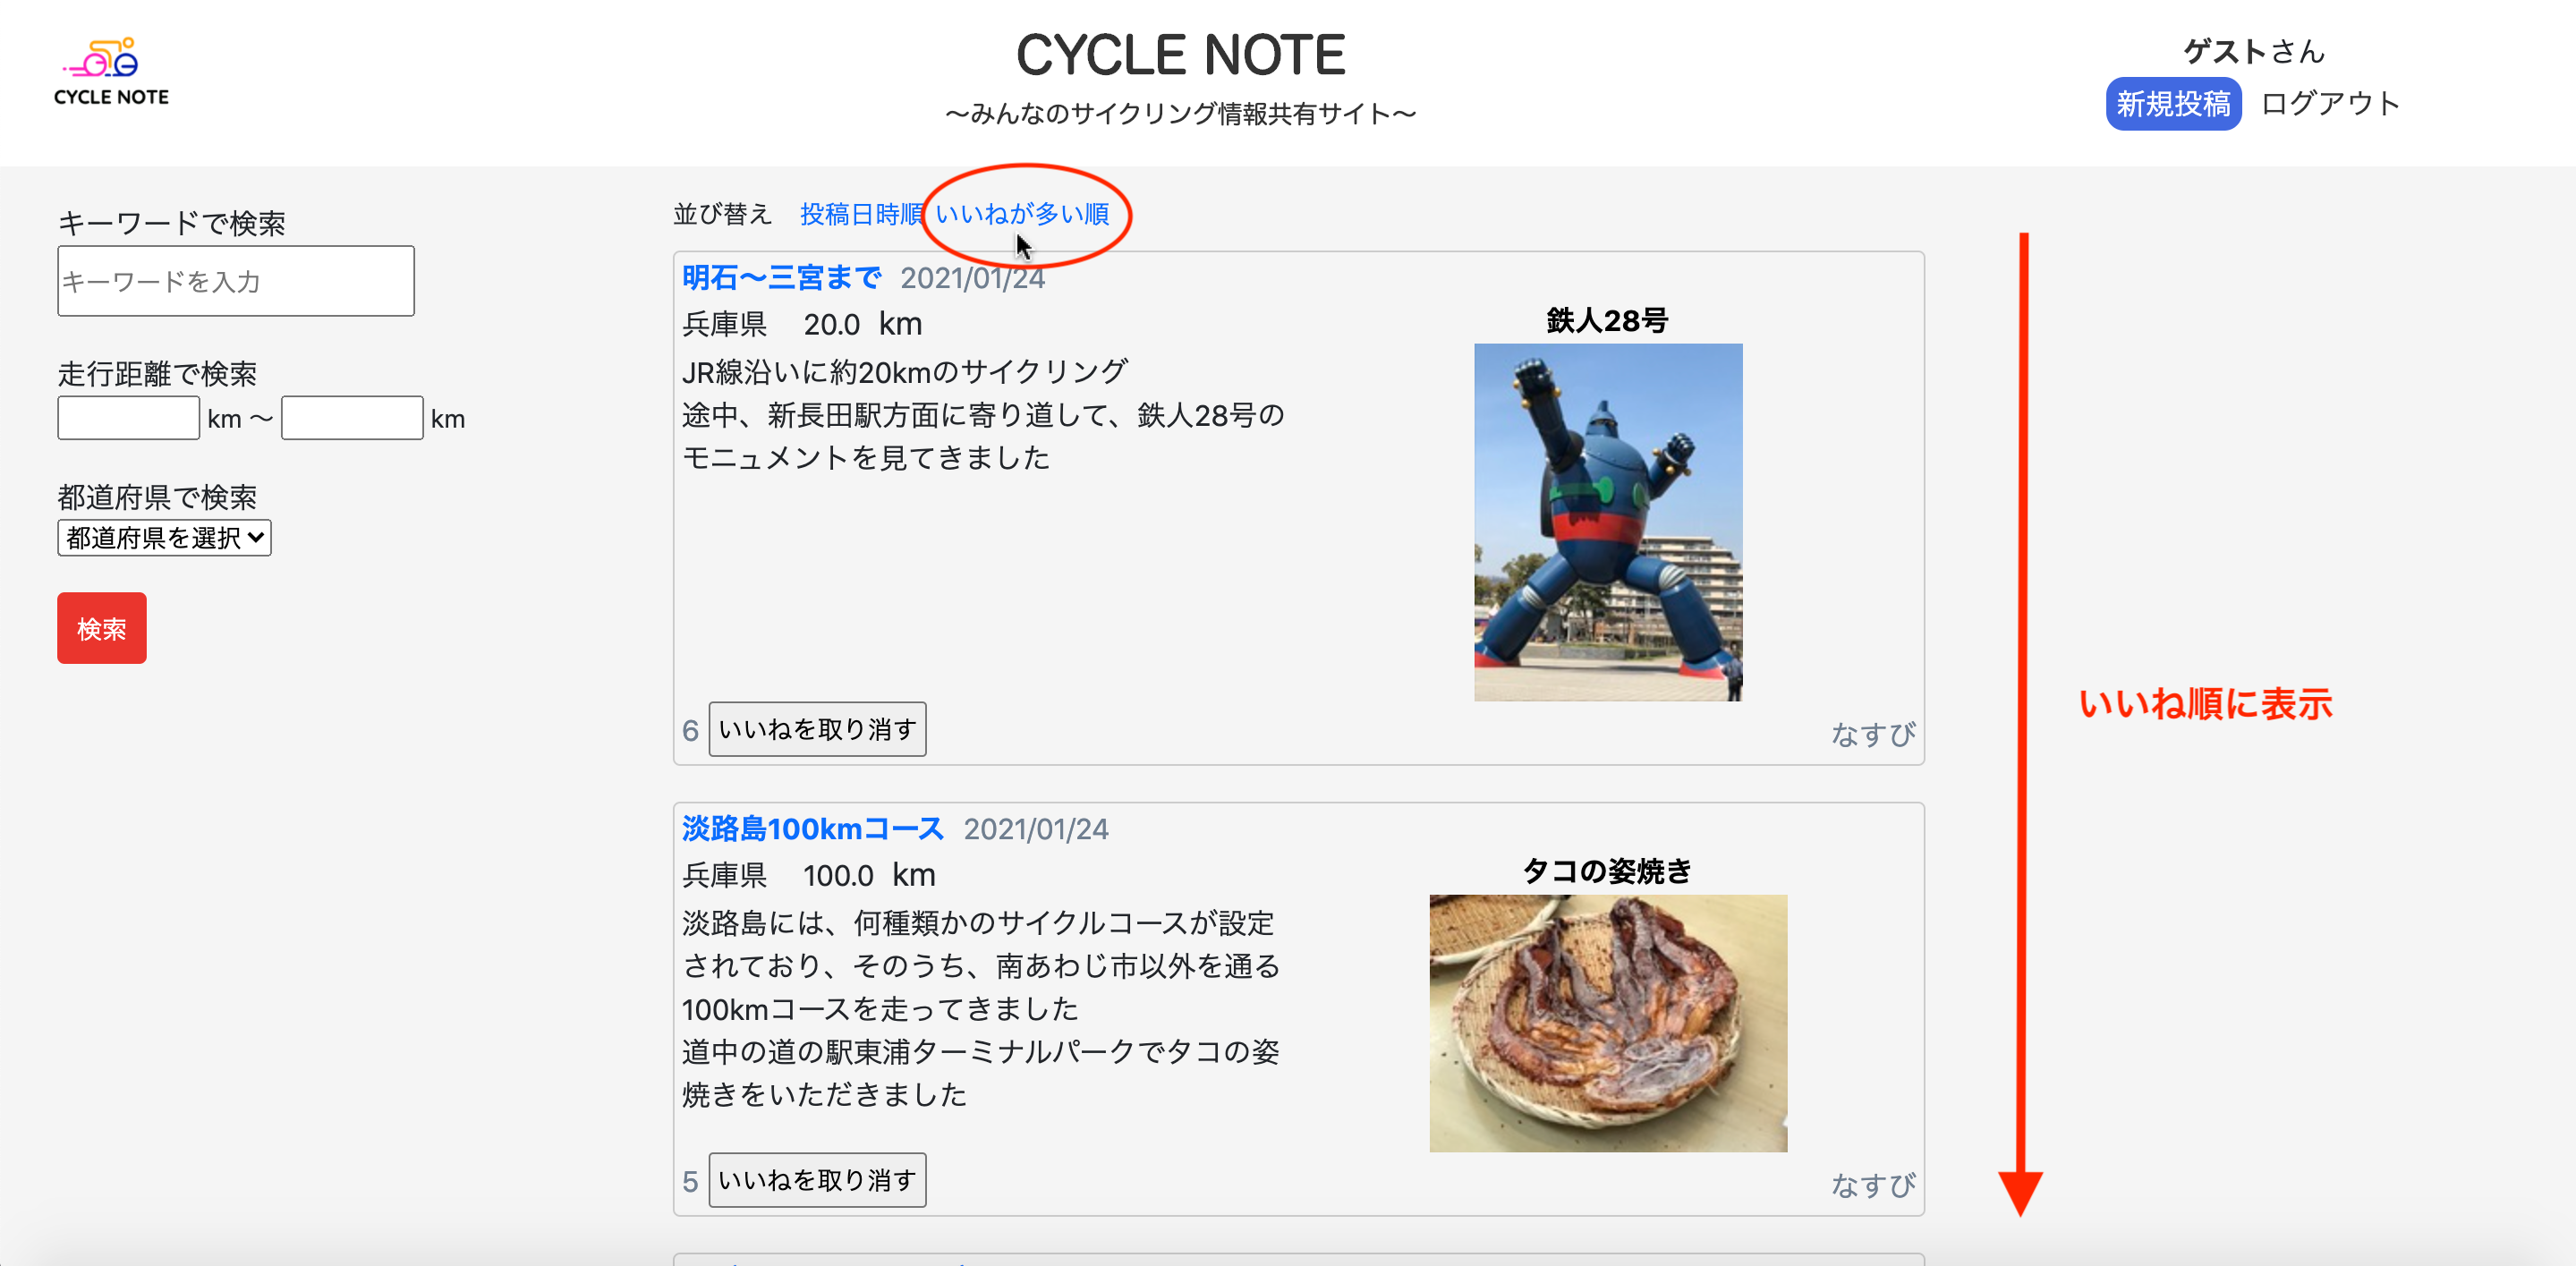 CYCLE NOTE
CYCLE NOTE
〜みんなのサイクリング情報共有サイト〜
ゲストさん
新規投稿 ログアウト
キーワードで検索
キーワードを入力
走行距離で検索
km 〜 km
都道府県で検索
都道府県を選択
検索
並び替え 投稿日時順 いいねが多い順
明石〜三宮まで 2021/01/24
兵庫県 20.0 km
JR線沿いに約20kmのサイクリング
途中、新長田駅方面に寄り道して、鉄人28号の
モニュメントを見てきました
鉄人28号
6 いいねを取り消す
なすび
淡路島100kmコース 2021/01/24
兵庫県 100.0 km
淡路島には、何種類かのサイクルコースが設定
されており、そのうち、南あわじ市以外を通る
100kmコースを走ってきました
道中の道の駅東浦ターミナルパークでタコの姿
焼きをいただきました
タコの姿焼き
5 いいねを取り消す
なすび
いいね順に表示